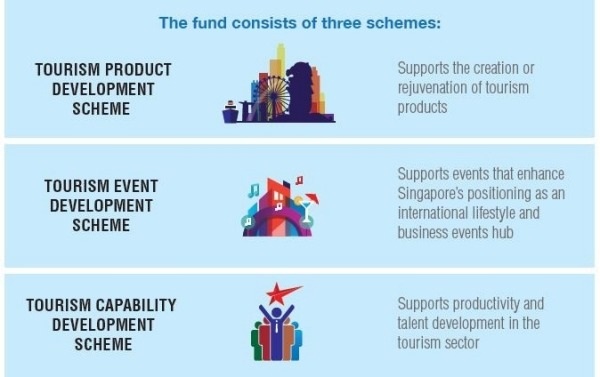 The fund consists of three schemes:
TOURISM PRODUCT
DEVELOPMENT
SCHEME
Supports the creation or
rejuvenation of tourism
products
TOURISM EVENT
DEVELOPMENT
SCHEME
Supports events that enhance
Singapore's positioning as an
international lifestyle and
business events hub
TOURISM CAPABILITY
DEVELOPMENT
SCHEME
Supports productivity and
talent development in the
tourism sector